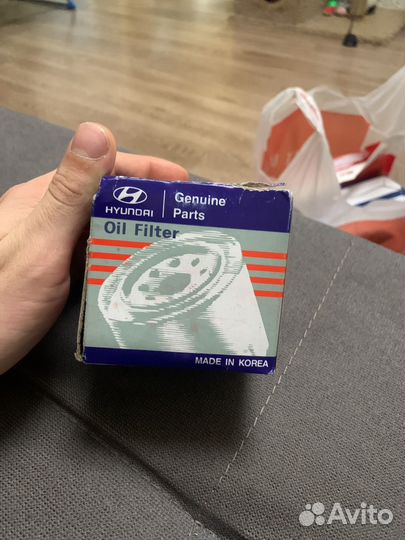 HYUNDAI
Genuine
Parts
Oil Filter
MADE IN KOREA
Avito